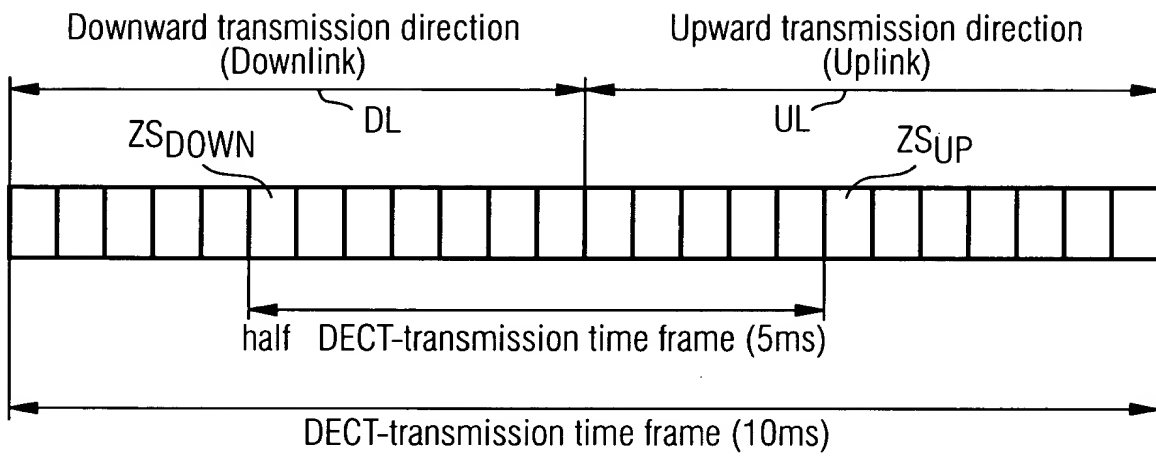 Downward transmission direction
(Downlink)
Upward transmission direction
(Uplink)
DL
UL
ZSDOWN
ZSUP
half DECT-transmission time frame (5ms)
DECT-transmission time frame (10ms)